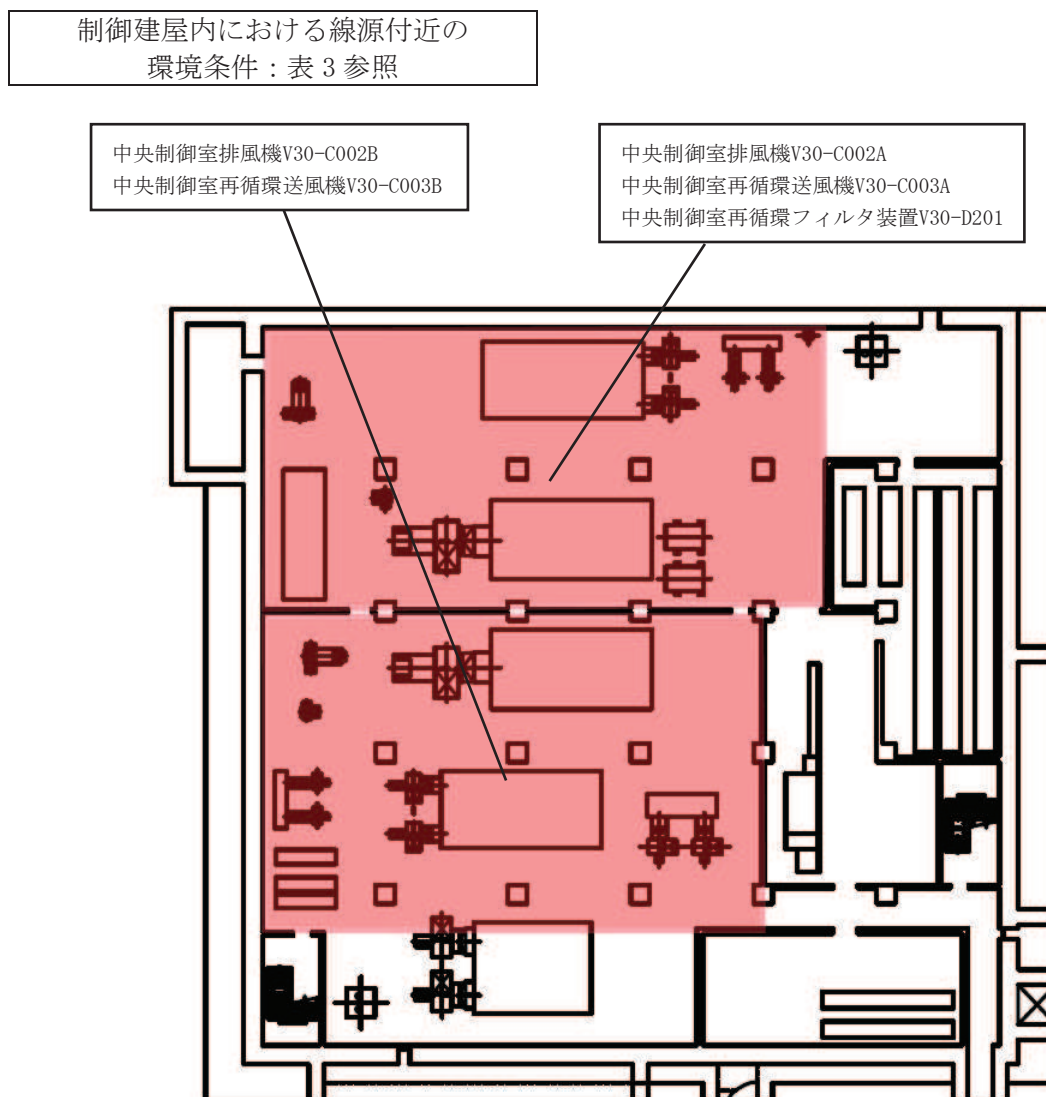 制御建屋内における線源付近の
環境条件：表 3 参照
中央制御室排風機V30-C002B
中央制御室再循環送風機V30-C003B
中央制御室排風機V30-C002A
中央制御室再循環送風機V30-C003A
中央制御室再循環フィルタ装置V30-D201